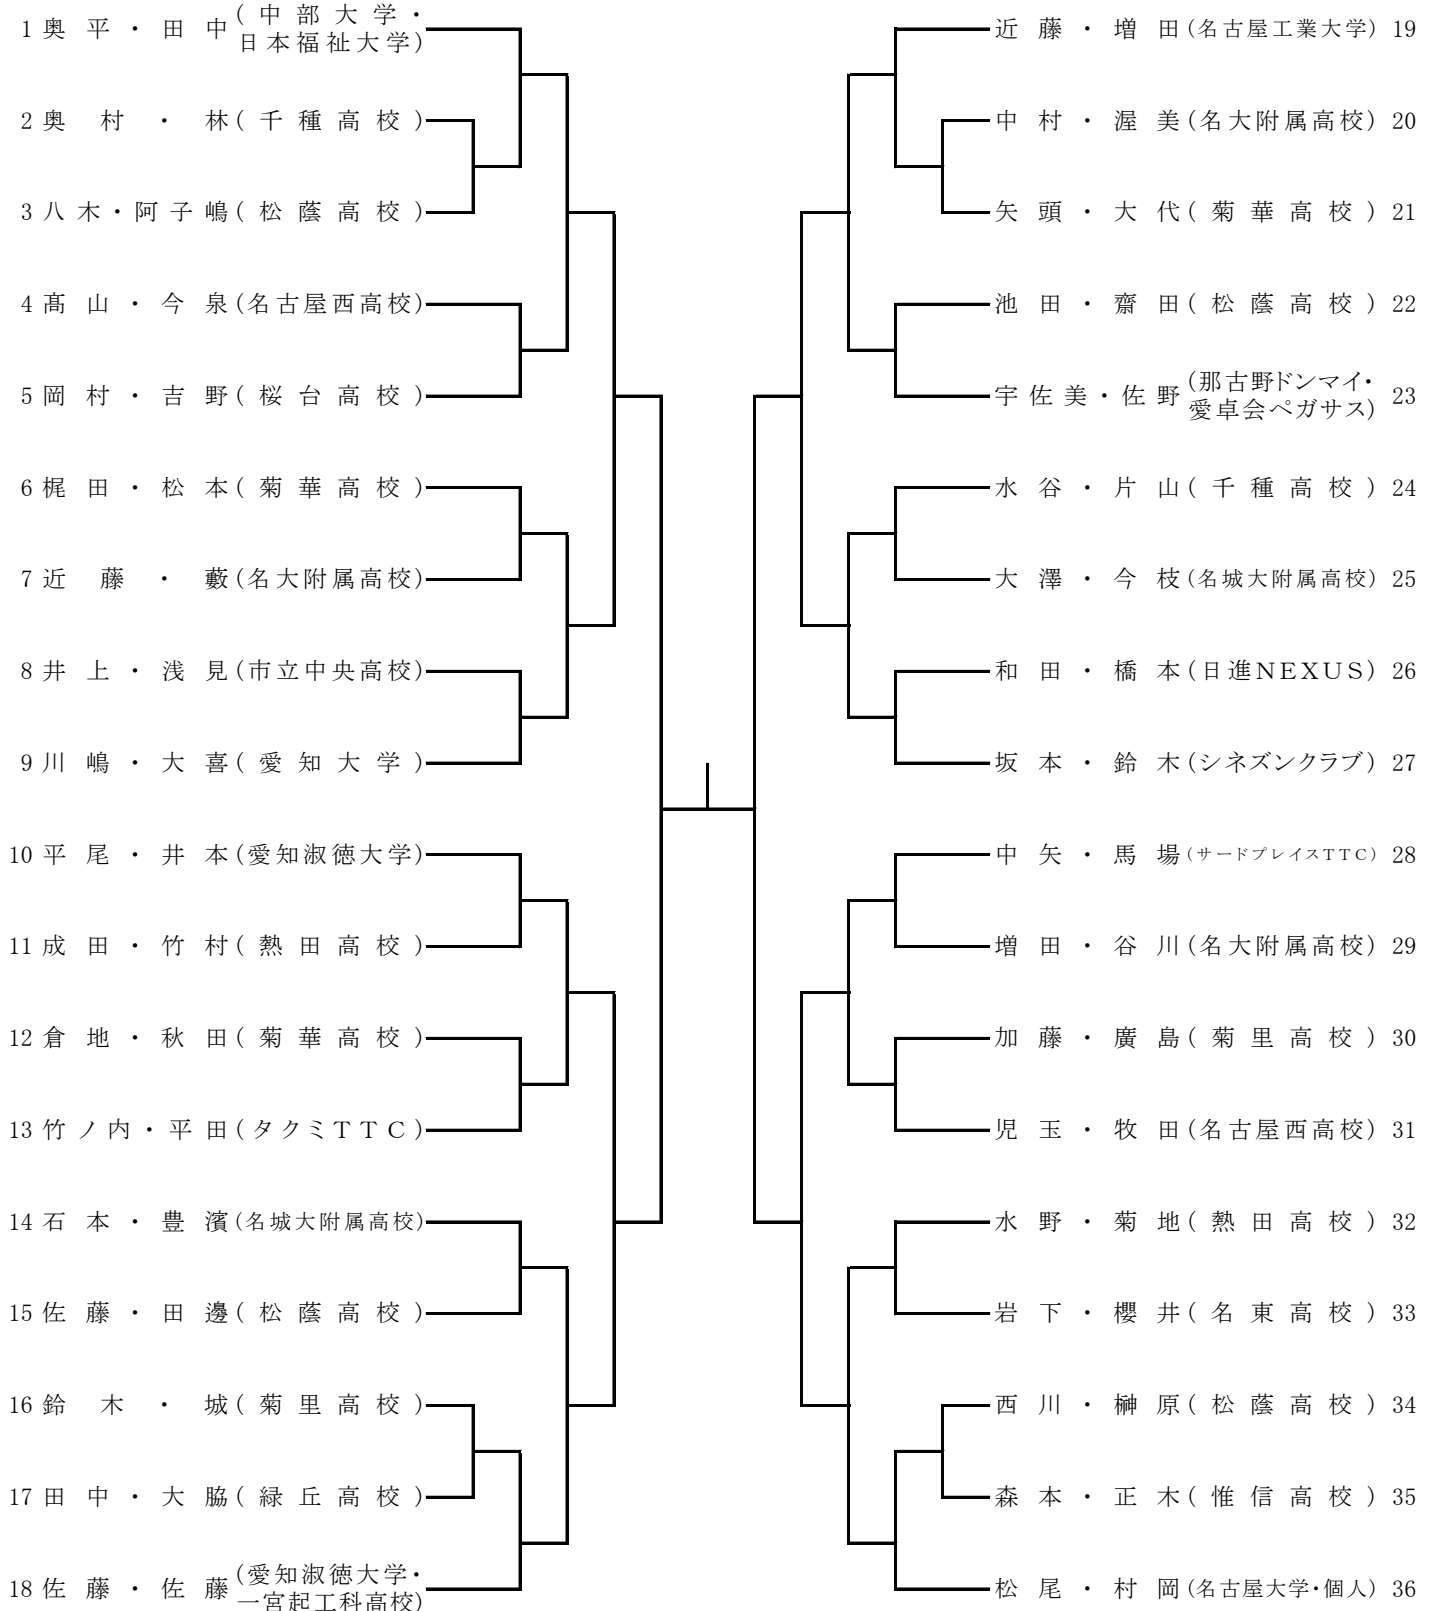 1 奥平・田中(中部大学・
日本福祉大学)
2 奥村・林(千種高校)
3 八木・阿子嶋(松蔭高校)
4 髙山・今泉(名古屋西高校)
5 岡村・吉野(桜台高校)
6 梶田・松本(菊華高校)
7 近藤・藪(名大附属高校)
8 井上・浅見(市立中央高校)
9 川嶋・大喜(愛知大学)
10 平尾・井本(愛知淑徳大学)
11 成田・竹村(熱田高校)
12 倉地・秋田(菊華高校)
13 竹ノ内・平田(タクミTTC)
14 石本・豊濱(名城大附属高校)
15 佐藤・田邊(松蔭高校)
16 鈴木・城(菊里高校)
17 田中・大脇(緑丘高校)
18 佐藤・佐藤(愛知淑徳大学・
一宮起工科高校)
近藤・増田(名古屋工業大学) 19
中村・渥美(名大附属高校) 20
矢頭・大代(菊華高校) 21
池田・齋田(松蔭高校) 22
宇佐美・佐野(那古野ドンマイ・
愛卓会ペガサス) 23
水谷・片山(千種高校) 24
大澤・今枝(名城大附属高校) 25
和田・橋本(日進NEXUS) 26
坂本・鈴木(シネズンクラブ) 27
中矢・馬場(サードプレイスTTC) 28
増田・谷川(名大附属高校) 29
加藤・廣島(菊里高校) 30
児玉・牧田(名古屋西高校) 31
水野・菊地(熱田高校) 32
岩下・櫻井(名東高校) 33
西川・榊原(松蔭高校) 34
森本・正木(惟信高校) 35
松尾・村岡(名古屋大学・個人) 36